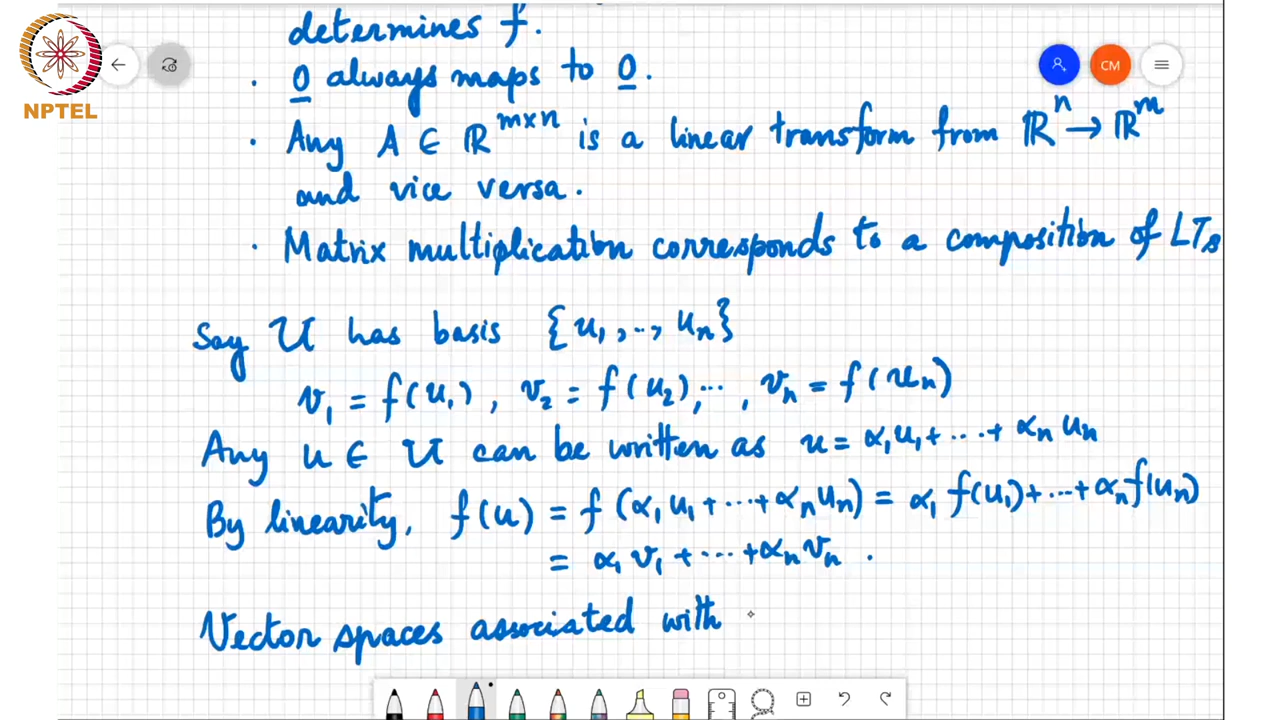 determines f.
NPTEL
CM
· 0 always maps to 0.
· Any A ∈ ℝ^{m×n} is a linear transform from ℝ^n → ℝ^m
and vice versa.
· Matrix multiplication corresponds to a composition of LTs
Say U has basis {u₁, .., uₙ}
v₁ = f(u₁), v₂ = f(u₂), ⋯, vₙ = f(uₙ)
Any u ∈ U can be written as u = α₁u₁ + ⋯ + αₙuₙ
By linearity, f(u) = f(α₁u₁ + ⋯ + αₙuₙ) = α₁f(u₁) + ⋯ + αₙf(uₙ)
= α₁v₁ + ⋯ + αₙvₙ .
Vector spaces associated with